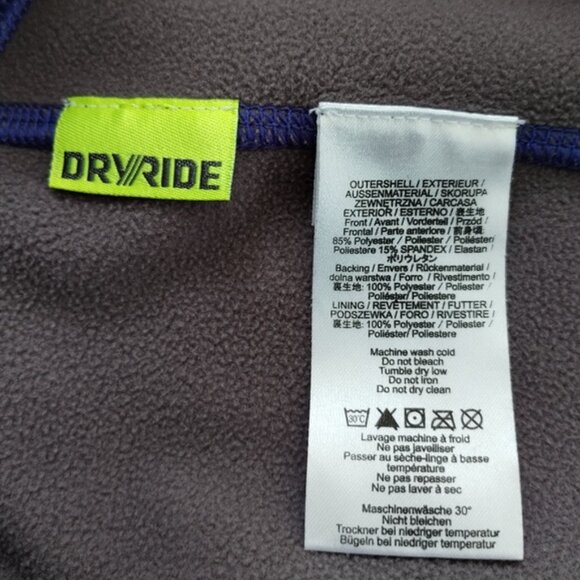 DRYRIDE
OUTERSHELL / EXTERIEUR /
AUSSENMATERIAL / SKORUPA
ZEWNĘTRZNA / CARCASA
EXTERIOR / ESTERNO / 表生地
Front / Avant / Vorderteil / Przód /
Frontal / Parte anteriore / 前身頃
85% Polyester / Polyester / Poliéster/
Poliestere 15% SPANDEX / Elastan /
ポリウレタン
Backing / Envers / Rückenmaterial /
dolna warstwa / Forro / Rivestimento /
裏生地: 100% Polyester / Polyester /
Poliéster/ Poliestere
LINING / REVÊTEMENT / FUTTER /
PODSZEWKA / FORO / RIVESTIRE /
裏生地: 100% Polyester / Polyester /
Poliéster/ Poliestere
Machine wash cold
Do not bleach
Tumble dry low
Do not iron
Do not dry clean
30°C
Lavage machine à froid
Ne pas javelliser
Passer au sèche-linge à basse
température
Ne pas repasser
Ne pas laver à sec
Maschinenwäsche 30°
Nicht bleichen
Trockner bei niedriger temperatur
Bügeln bei niedriger temperatur